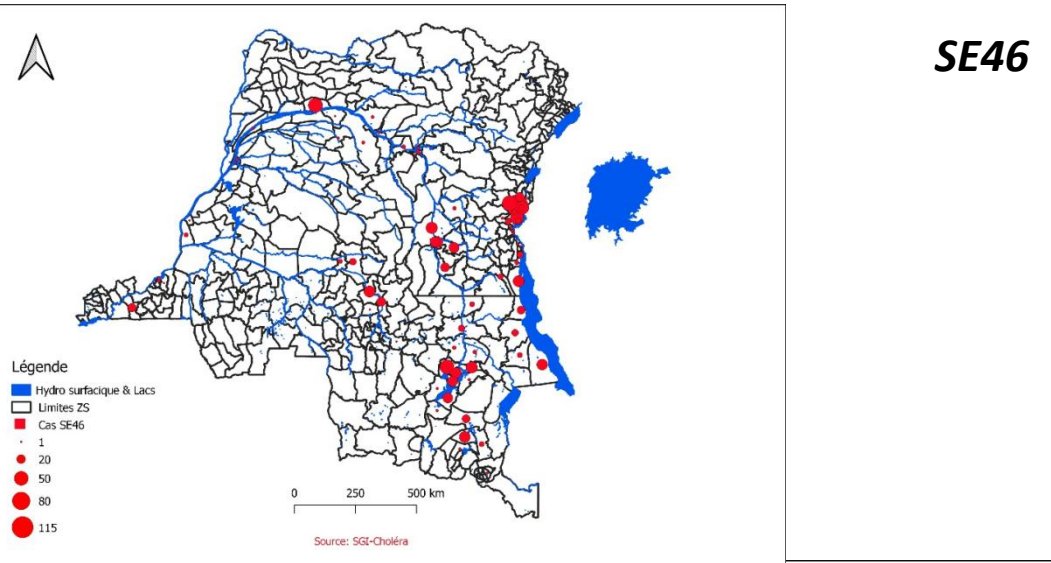 SE46
Légende
Hydro surfacique & Lacs
Limites ZS
Cas SE46
1
20
50
80
115
0 250 500 km
Source: SGI-Choléra